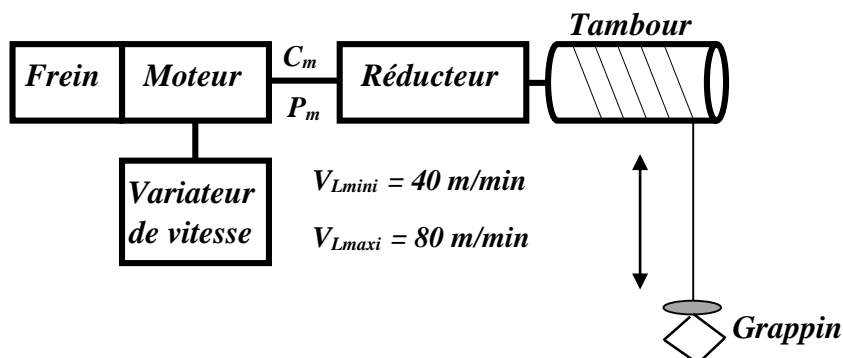 Tambour
Frein
Moteur
C_m
P_m
Réducteur
Variateur
de vitesse
V_Lmini = 40 m/min
V_Lmaxi = 80 m/min
Grappin